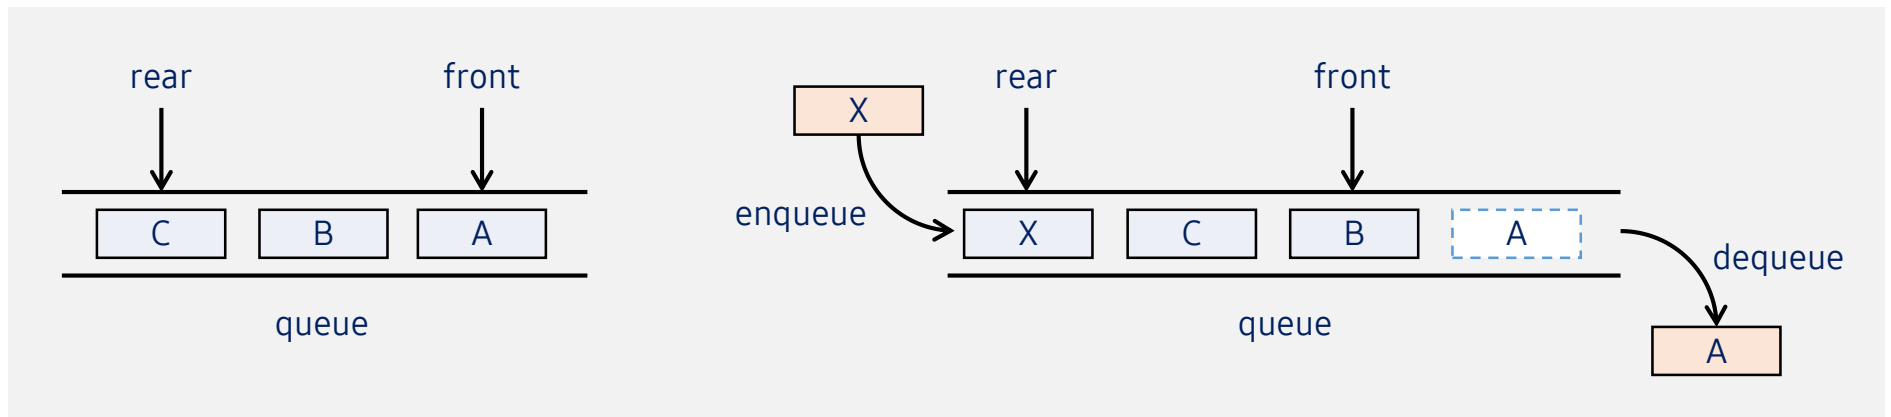 rear front
C B A
queue
X
enqueue
rear front
X C B A
queue
dequeue
A